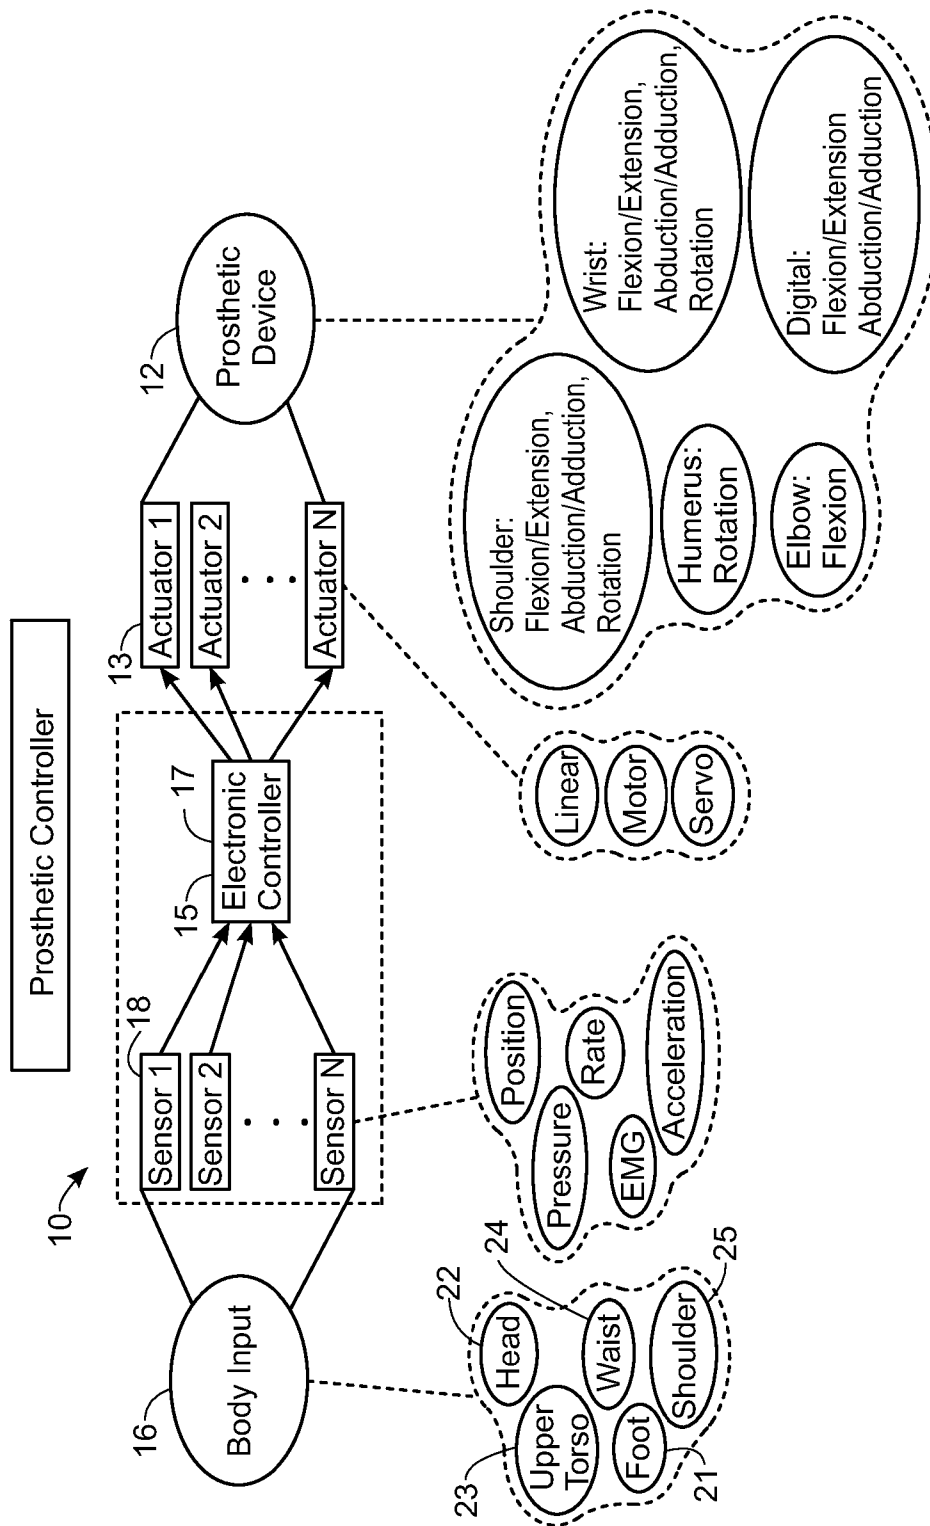 Prosthetic Controller
10
16
Body Input
18
Sensor 1
Sensor 2
Sensor N
15
17
Electronic
Controller
13
Actuator 1
Actuator 2
Actuator N
12
Prosthetic
Device
22
Head
23
Upper
Torso
24
Waist
Foot
21
Shoulder
25
Position
Pressure
Rate
EMG
Acceleration
Linear
Motor
Servo
Shoulder:
Flexion/Extension,
Abduction/Adduction,
Rotation
Humerus:
Rotation
Elbow:
Flexion
Wrist:
Flexion/Extension,
Abduction/Adduction,
Rotation
Digital:
Flexion/Extension
Abduction/Adduction